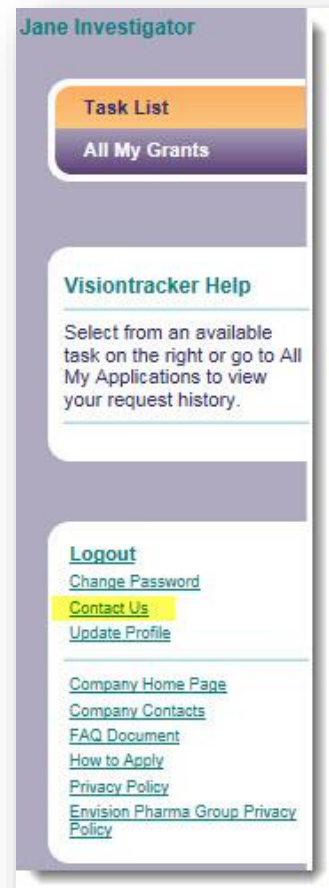 Jane Investigator
Task List
All My Grants
Visiontracker Help
Select from an available
task on the right or go to All
My Applications to view
your request history.
Logout
Change Password
Contact Us
Update Profile
Company Home Page
Company Contacts
FAQ Document
How to Apply
Privacy Policy
Envision Pharma Group Privacy
Policy